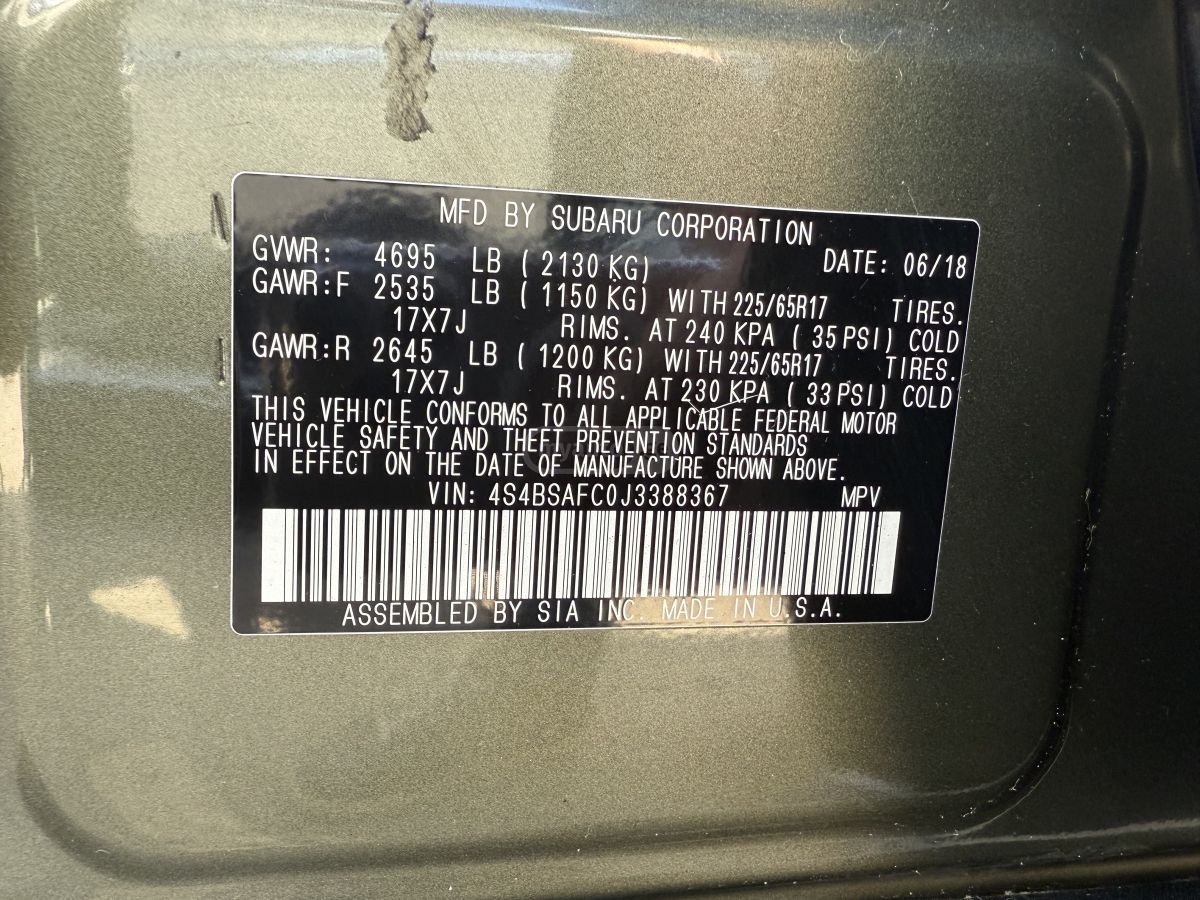 MFD BY SUBARU CORPORATION
GVWR: 4695 LB ( 2130 KG) DATE: 06/18
GAWR:F 2535 LB ( 1150 KG) WITH 225/65R17 TIRES.
17X7J RIMS. AT 240 KPA ( 35 PSI) COLD
GAWR:R 2645 LB ( 1200 KG) WITH 225/65R17 TIRES.
17X7J RIMS. AT 230 KPA ( 33 PSI) COLD
THIS VEHICLE CONFORMS TO ALL APPLICABLE FEDERAL MOTOR
VEHICLE SAFETY AND THEFT PREVENTION STANDARDS
IN EFFECT ON THE DATE OF MANUFACTURE SHOWN ABOVE.
VIN: 4S4BSAFC0J3388367 MPV
ASSEMBLED BY SIA INC. MADE IN U.S.A.